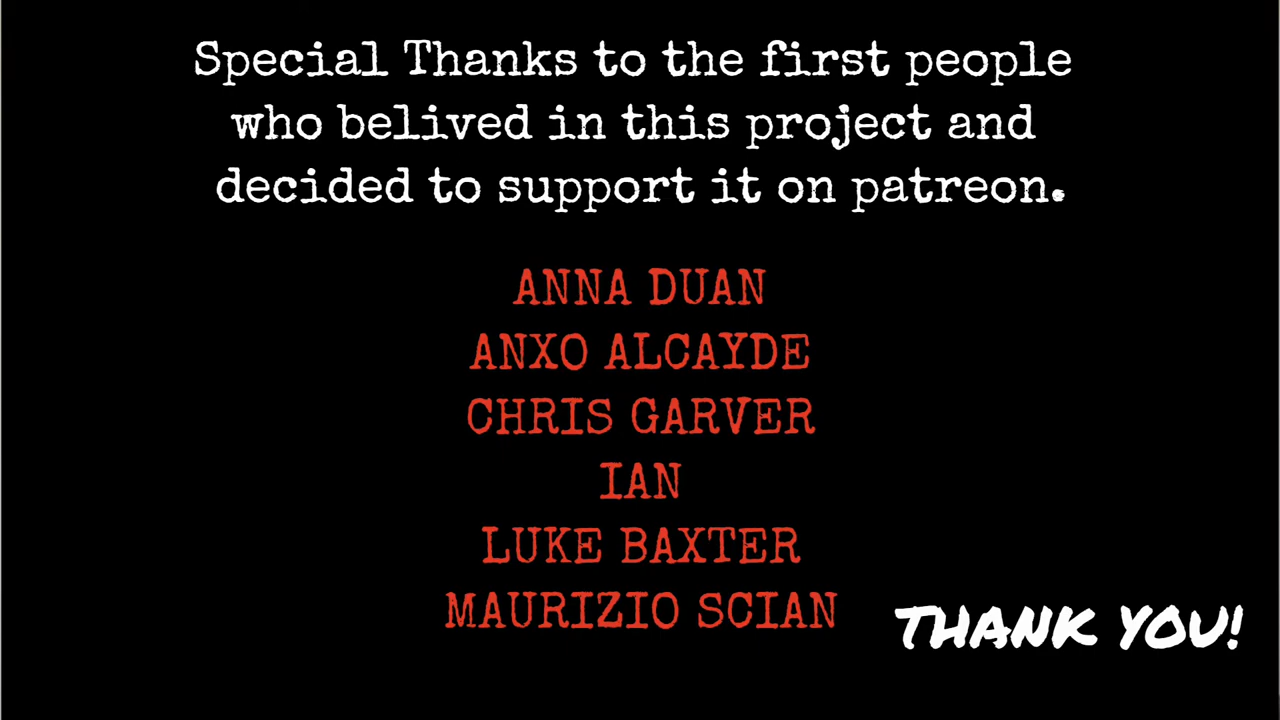 Special Thanks to the first people
who belived in this project and
decided to support it on patreon.
ANNA DUAN
ANXO ALCAYDE
CHRIS GARVER
IAN
LUKE BAXTER
MAURIZIO SCIAN
THANK YOU!